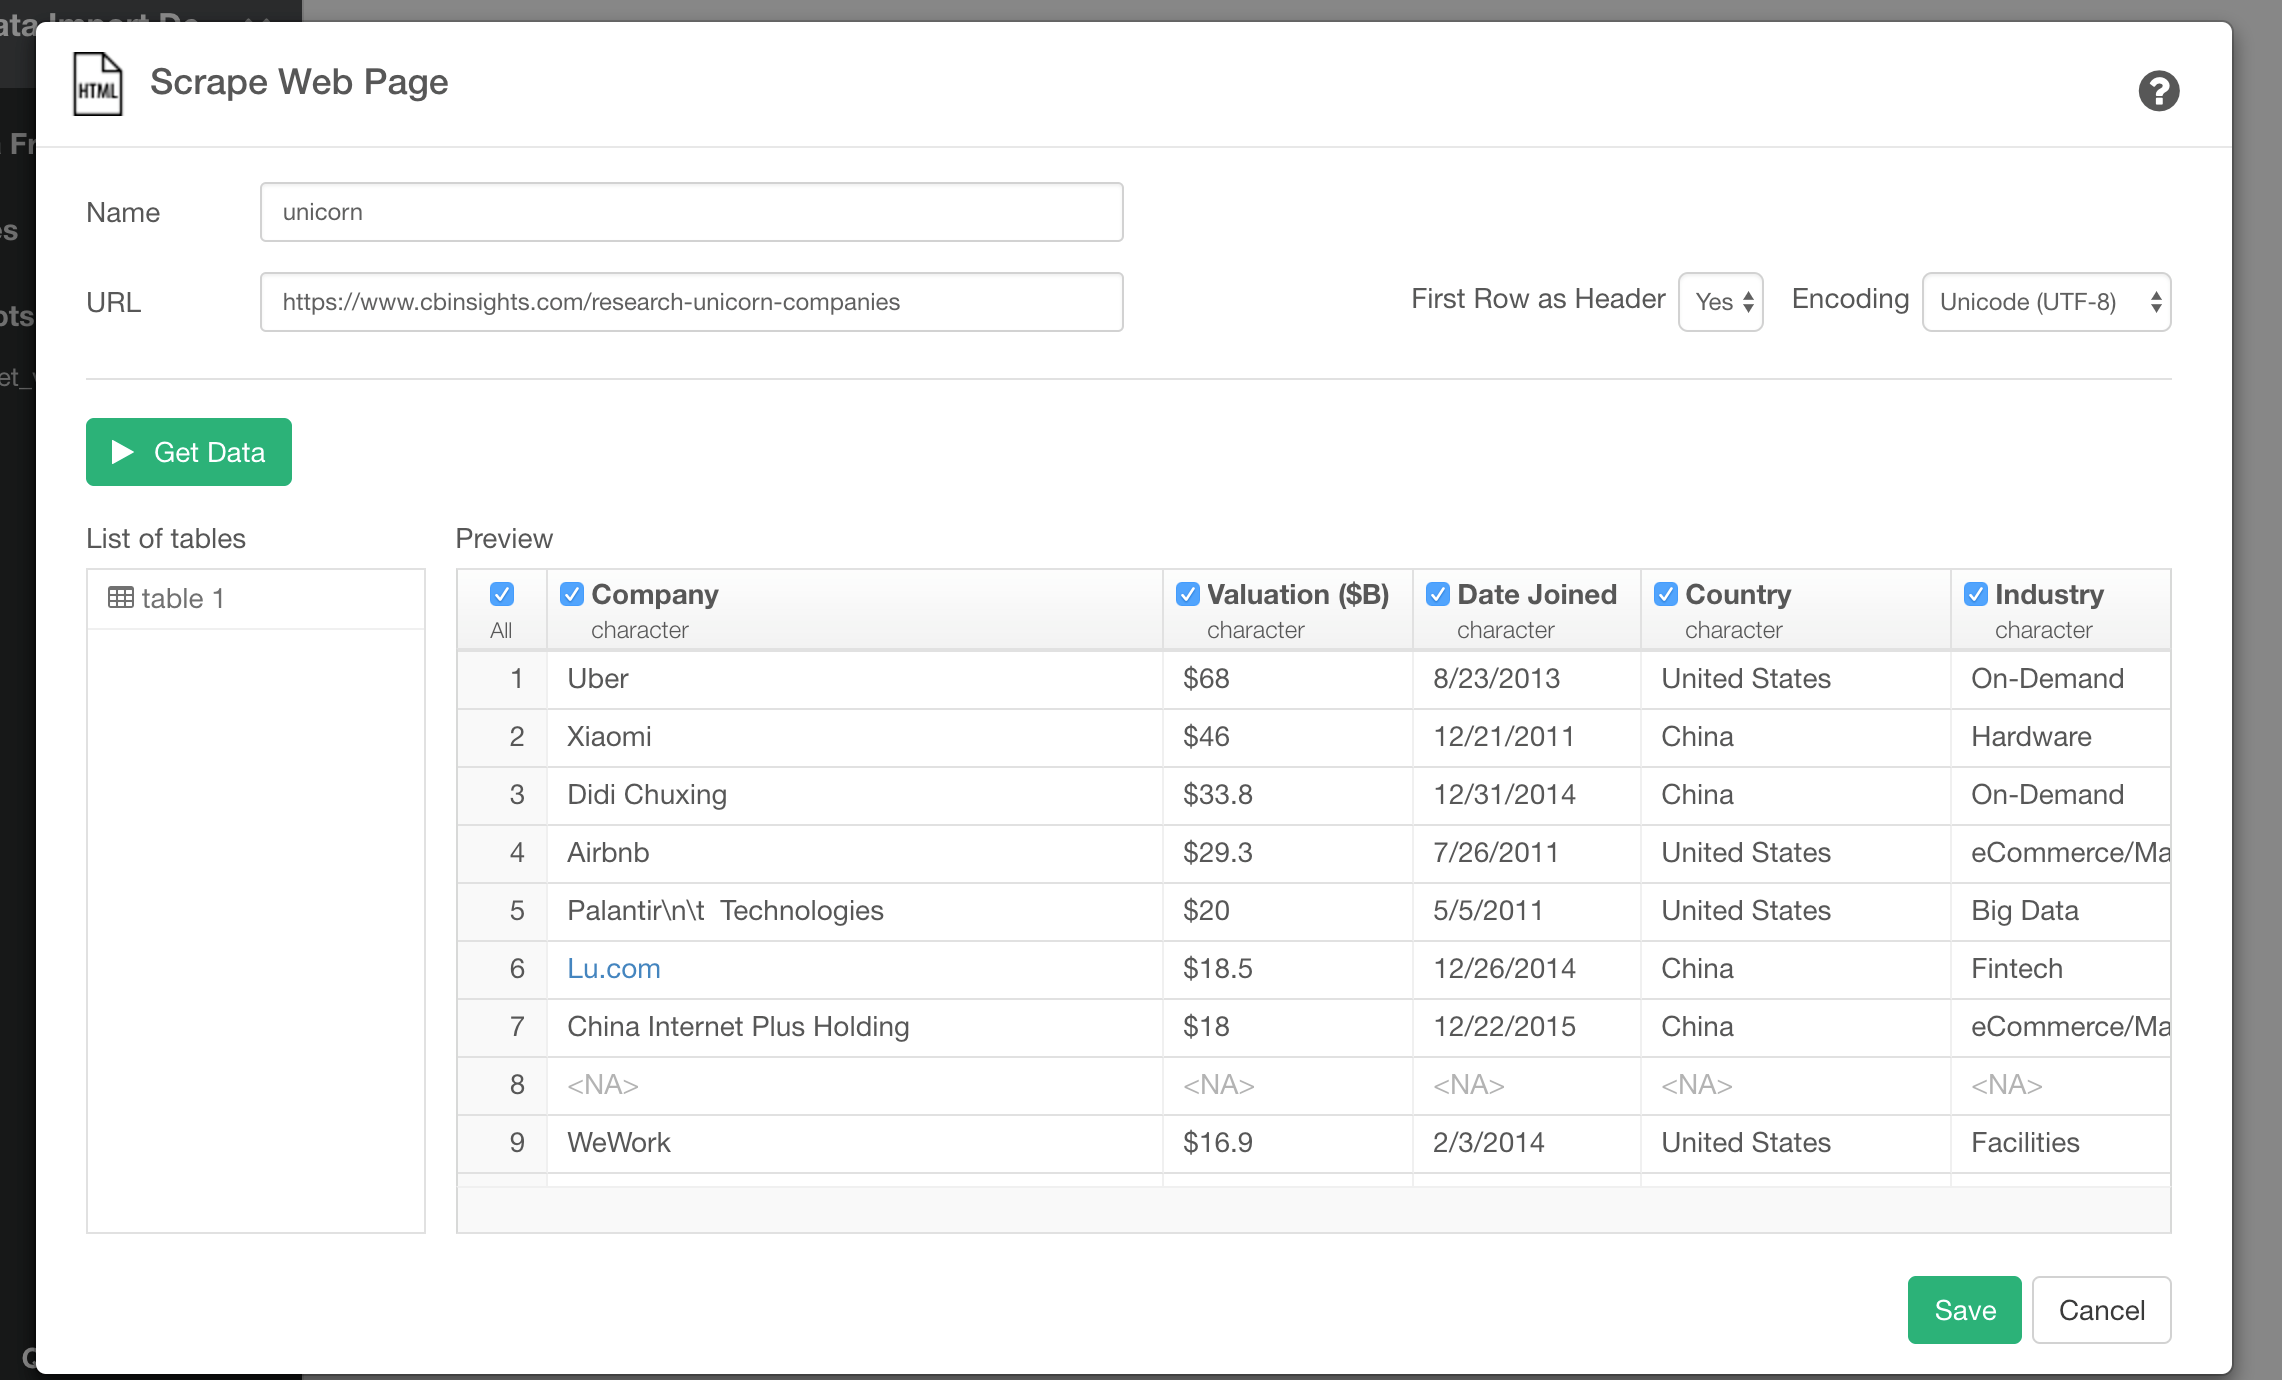 ata Import De
HTML
Scrape Web Page
?
Fr
Name
unicorn
es
URL
https://www.cbinsights.com/research-unicorn-companies
First Row as Header
Yes
Encoding
Unicode (UTF-8)
ots
et_
Get Data
List of tables
Preview
table 1
All
Company
character
Valuation ($B)
character
Date Joined
character
Country
character
Industry
character
1 Uber $68 8/23/2013 United States On-Demand
2 Xiaomi $46 12/21/2011 China Hardware
3 Didi Chuxing $33.8 12/31/2014 China On-Demand
4 Airbnb $29.3 7/26/2011 United States eCommerce/Ma
5 Palantir\n\t Technologies $20 5/5/2011 United States Big Data
6 Lu.com $18.5 12/26/2014 China Fintech
7 China Internet Plus Holding $18 12/22/2015 China eCommerce/Ma
8 <NA> <NA> <NA> <NA> <NA>
9 WeWork $16.9 2/3/2014 United States Facilities
Save
Cancel